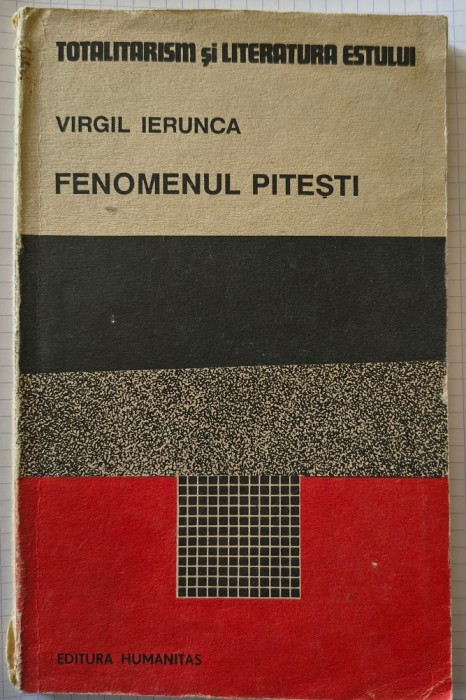 TOTALITARISM şi LITERATURA ESTULUI
VIRGIL IERUNCA
FENOMENUL PITEŞTI
EDITURA HUMANITAS